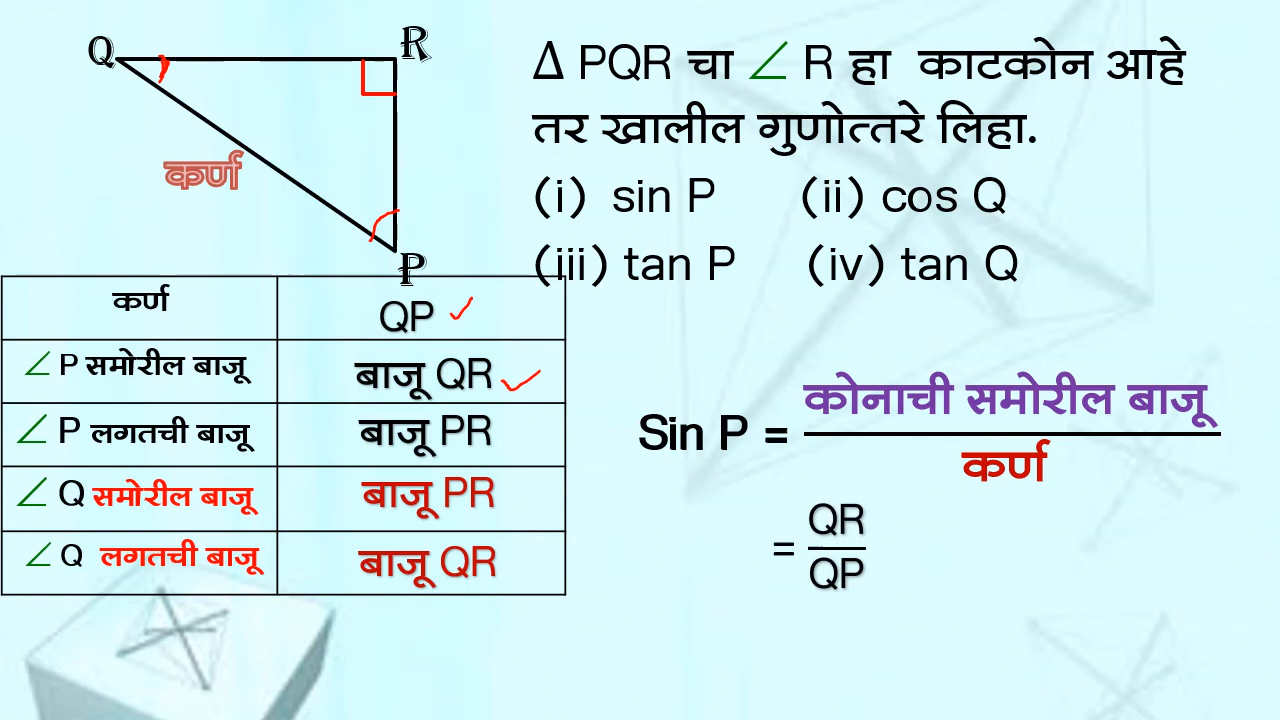 Q
R
कर्ण
P
Δ PQR चा ∠ R हा काटकोन आहे
तर खालील गुणोत्तरे लिहा.
(i) sin P (ii) cos Q
(iii) tan P (iv) tan Q
कर्ण QP ✓
∠ P समोरील बाजू बाजू QR ✓
∠ P लगतची बाजू बाजू PR
∠ Q समोरील बाजू बाजू PR
∠ Q लगतची बाजू बाजू QR
Sin P = कोनाची समोरील बाजू
कर्ण
= QR
QP